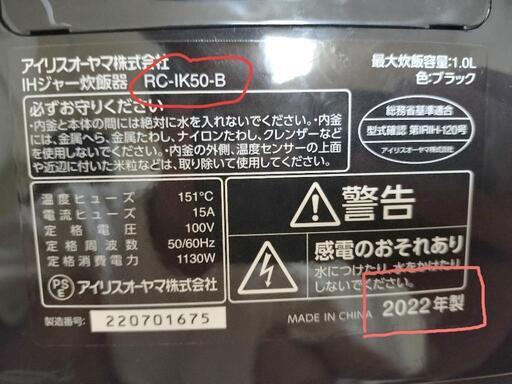 アイリスオーヤマ株式会社
IHジャー炊飯器 RC-IK50-B
最大炊飯容量:1.0L
色:ブラック
必ずお守りください
・内釜と本体の間には絶対に水を入れないでください。・内釜
には、金属へら、金属たわし、ナイロンたわし、クレンザーなど
を使用しないでください。・内釜の外側、温度センサーの上面
や近辺に付いた米粒などは、取り除いて使用してください。
総務省基準適合
型式確認 第IRIH-120号
アイリスオーヤマ株式会社
温度ヒューズ 151℃
電流ヒューズ 15A
定格電圧 100V
定格周波数 50/60Hz
定格消費電力 1130W
PS
E
アイリスオーヤマ株式会社
製造番号: 220701675
警告
感電のおそれあり
水につけたり、水をかけたり
しないでください。
MADE IN CHINA 2022年製